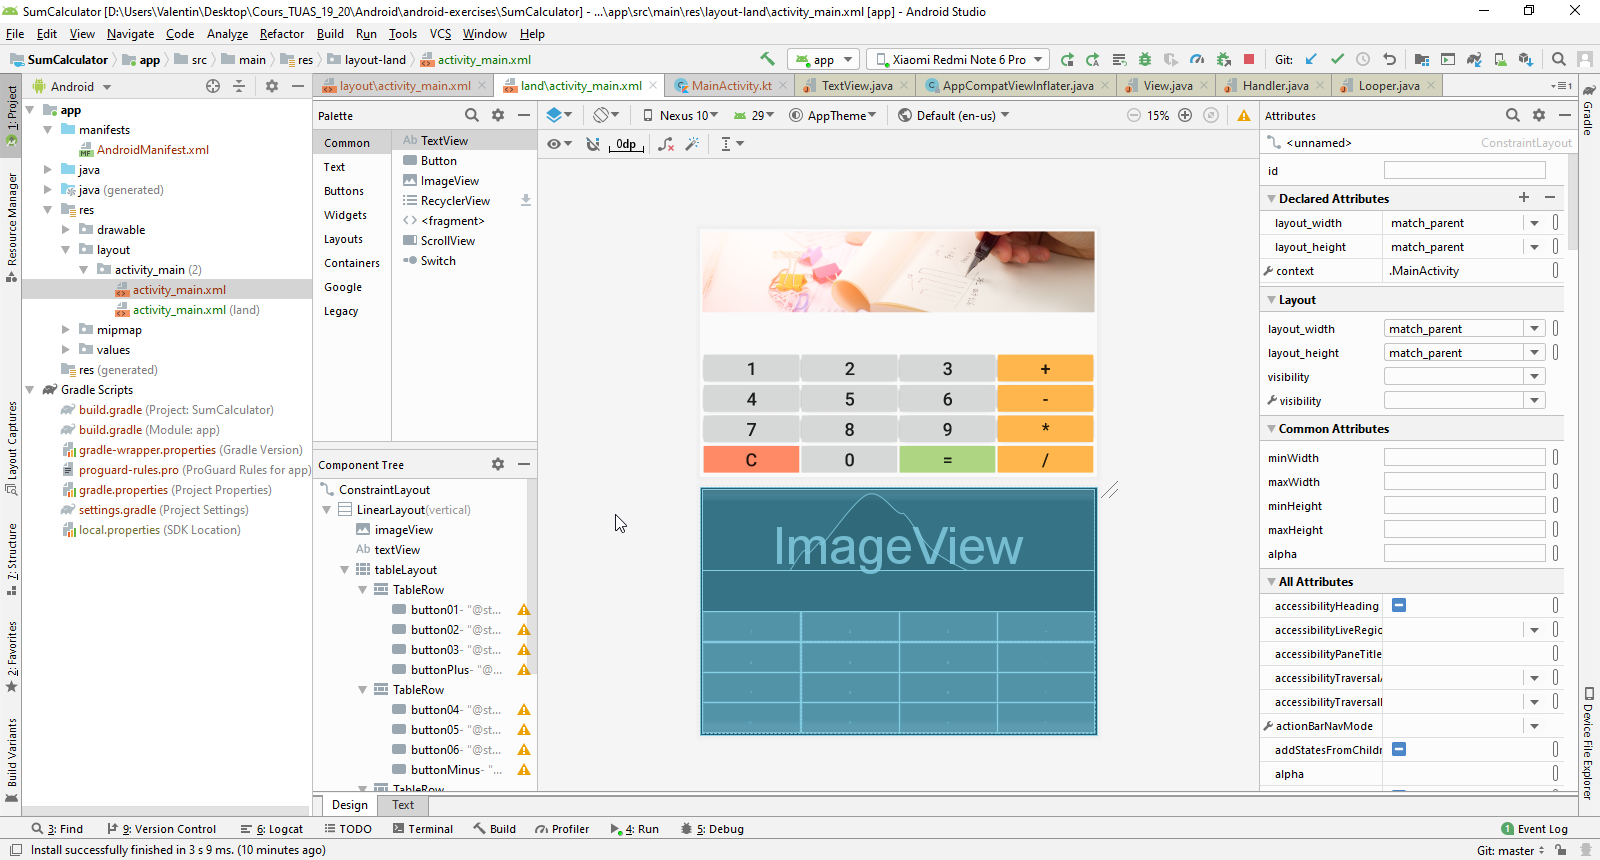 SumCalculator [D:\Users\Valentin\Desktop\Cours_TUAS_19_20\Android\android-exercises\SumCalculator] - ...\app\src\main\res\layout-land\activity_main.xml [app] - Android Studio
File Edit View Navigate Code Analyze Refactor Build Run Tools VCS Window Help
SumCalculator app src main res layout-land activity_main.xml app Xiaomi Redmi Note 6 Pro Git:
1: Project
Resource Manager
Layout Captures
7: Structure
2: Favorites
Build Variants
Android
app
manifests
AndroidManifest.xml
java
java (generated)
res
drawable
layout
activity_main (2)
activity_main.xml
activity_main.xml (land)
mipmap
values
res (generated)
Gradle Scripts
build.gradle (Project: SumCalculator)
build.gradle (Module: app)
gradle-wrapper.properties (Gradle Version)
proguard-rules.pro (ProGuard Rules for app)
gradle.properties (Project Properties)
settings.gradle (Project Settings)
local.properties (SDK Location)
layout\activity_main.xml land\activity_main.xml MainActivity.kt TextView.java AppCompatViewInflater.java View.java Handler.java Looper.java
Palette
Common
Text
Buttons
Widgets
Layouts
Containers
Google
Legacy
Ab TextView
Button
ImageView
RecyclerView
<fragment>
ScrollView
Switch
Component Tree
ConstraintLayout
LinearLayout(vertical)
imageView
Ab textView
tableLayout
TableRow
button01- "@st...
button02- "@st...
button03- "@st...
buttonPlus- "@...
TableRow
button04- "@st...
button05- "@st...
button06- "@st...
buttonMinus- "...
TableRow
Nexus 10 29 AppTheme Default (en-us) 15%
0dp
1 2 3 +
4 5 6 -
7 8 9 *
C 0 = /
ImageView
Attributes
<unnamed> ConstraintLayout
id
Declared Attributes
layout_width match_parent
layout_height match_parent
context .MainActivity
Layout
layout_width match_parent
layout_height match_parent
visibility
visibility
Common Attributes
minWidth
maxWidth
minHeight
maxHeight
alpha
All Attributes
accessibilityHeading
accessibilityLiveRegic
accessibilityPaneTitle
accessibilityTraversal
accessibilityTraversal
actionBarNavMode
addStatesFromChildr
alpha
Gradle
Device File Explorer
Design Text
3: Find 9: Version Control 6: Logcat TODO Terminal Build Profiler 4: Run 5: Debug 1 Event Log
Install successfully finished in 3 s 9 ms. (10 minutes ago) Git: master